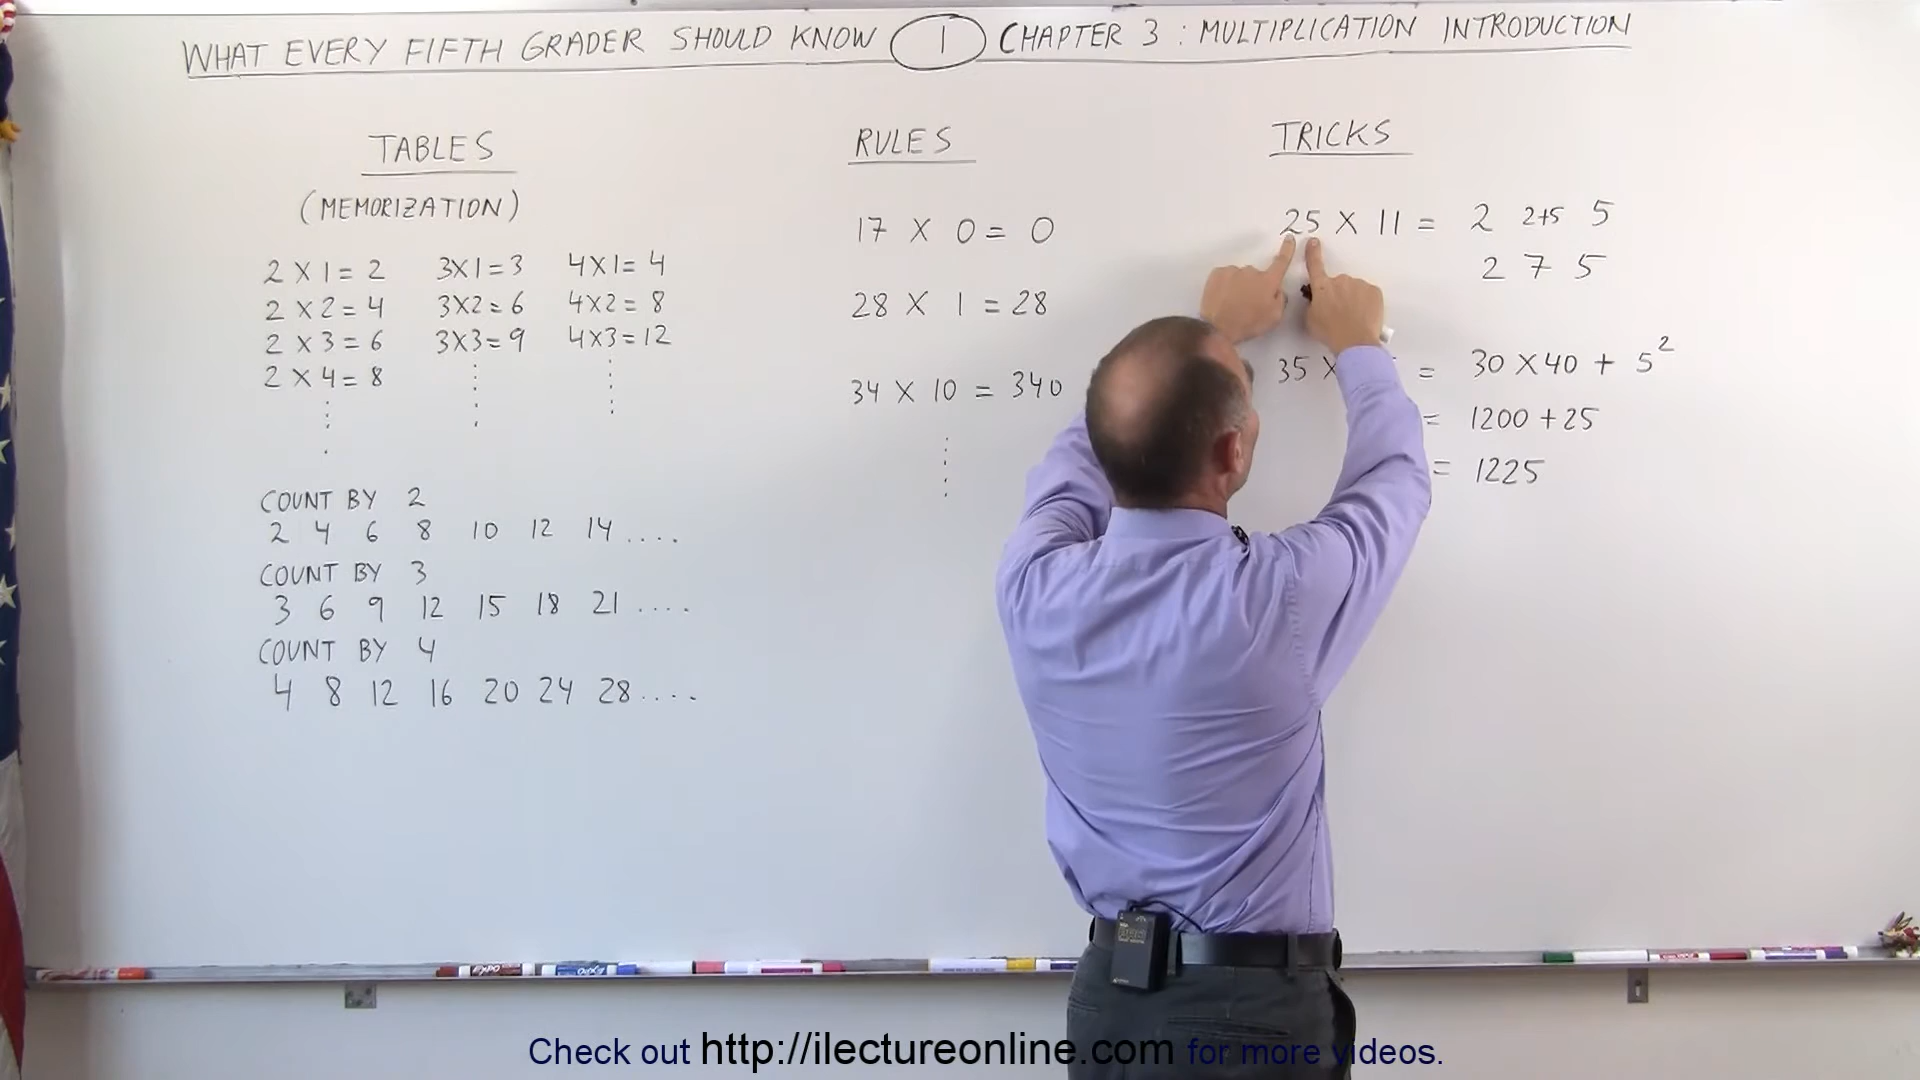 WHAT EVERY FIFTH GRADER SHOULD KNOW 1 CHAPTER 3 : MULTIPLICATION INTRODUCTION
TABLES
(MEMORIZATION)
2 X 1 = 2 3X1=3 4X1=4
2 X 2 = 4 3X2=6 4X2=8
2 X 3 = 6 3X3=9 4X3=12
2 X 4 = 8
COUNT BY 2
2 4 6 8 10 12 14 ....
COUNT BY 3
3 6 9 12 15 18 21 ....
COUNT BY 4
4 8 12 16 20 24 28 ....
RULES
17 X 0 = 0
28 X 1 = 28
34 X 10 = 340
TRICKS
25 X 11 = 2 2+5 5
2 7 5
35 X = 30 X 40 + 5²
= 1200 + 25
= 1225
EXPO
Check out http://ilectureonline.com for more videos.